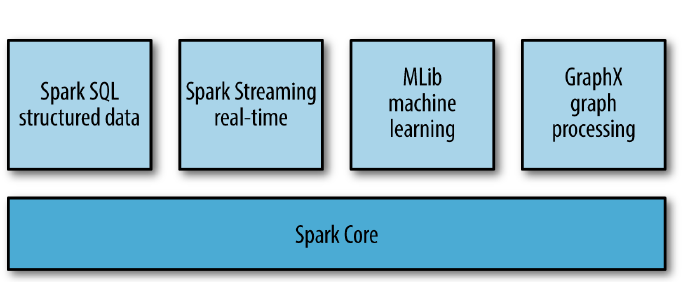 Spark SQL
structured data
Spark Streaming
real-time
MLib
machine
learning
GraphX
graph
processing
Spark Core